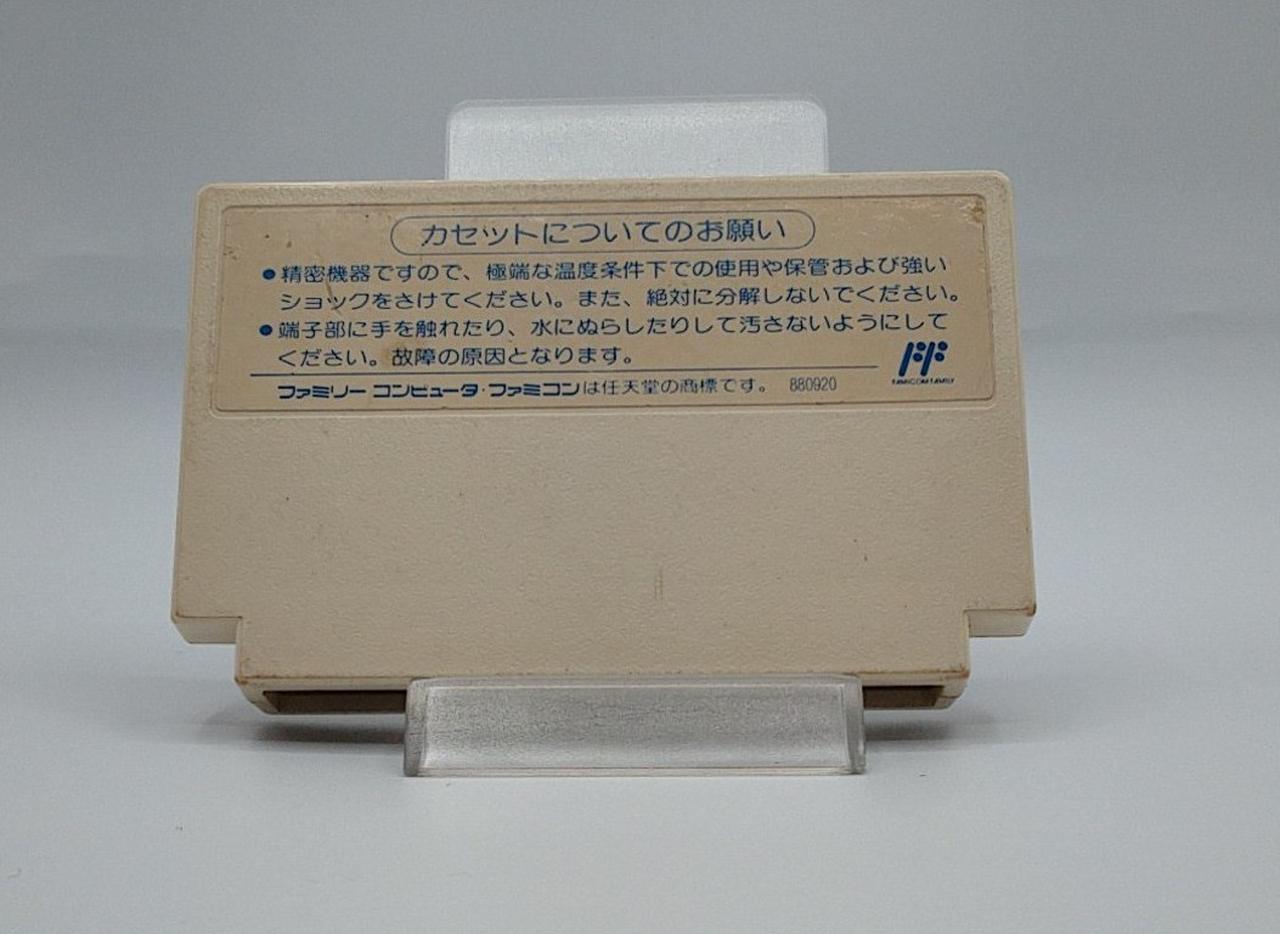 カセットについてのお願い
●精密機器ですので、極端な温度条件下での使用や保管および強い
ショックをさけてください。また、絶対に分解しないでください。
●端子部に手を触れたり、水にぬらしたりして汚さないようにして
ください。故障の原因となります。
ファミリー コンピュータ・ファミコンは任天堂の商標です。 880920
FF
FAMICOM FAMILY